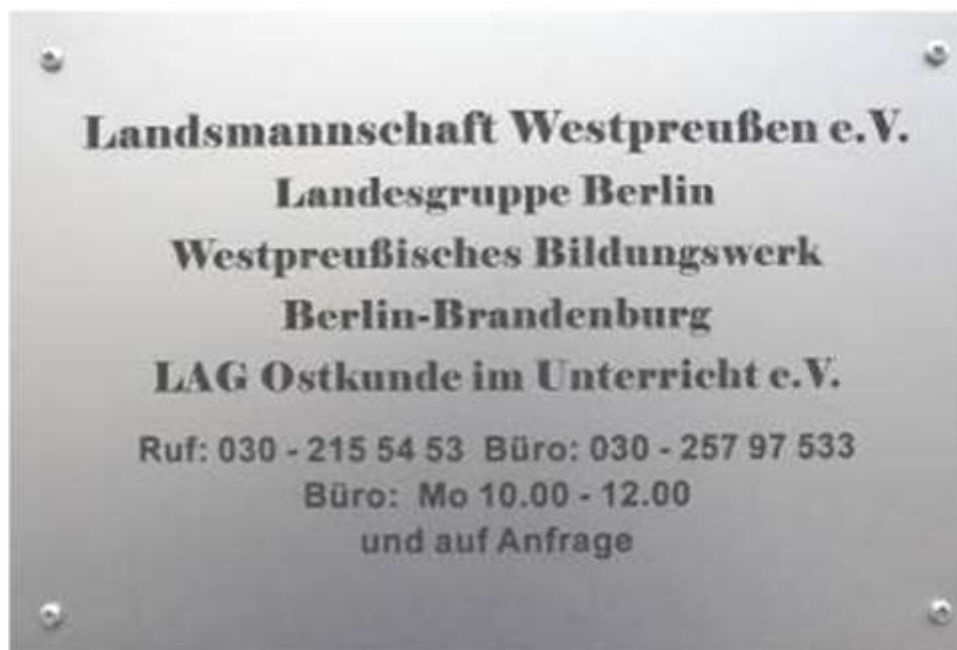 Landsmannschaft Westpreußen e.V.
Landesgruppe Berlin
Westpreußisches Bildungswerk
Berlin-Brandenburg
LAG Ostkunde im Unterricht e.V.
Ruf: 030 - 215 54 53 Büro: 030 - 257 97 533
Büro: Mo 10.00 - 12.00
und auf Anfrage